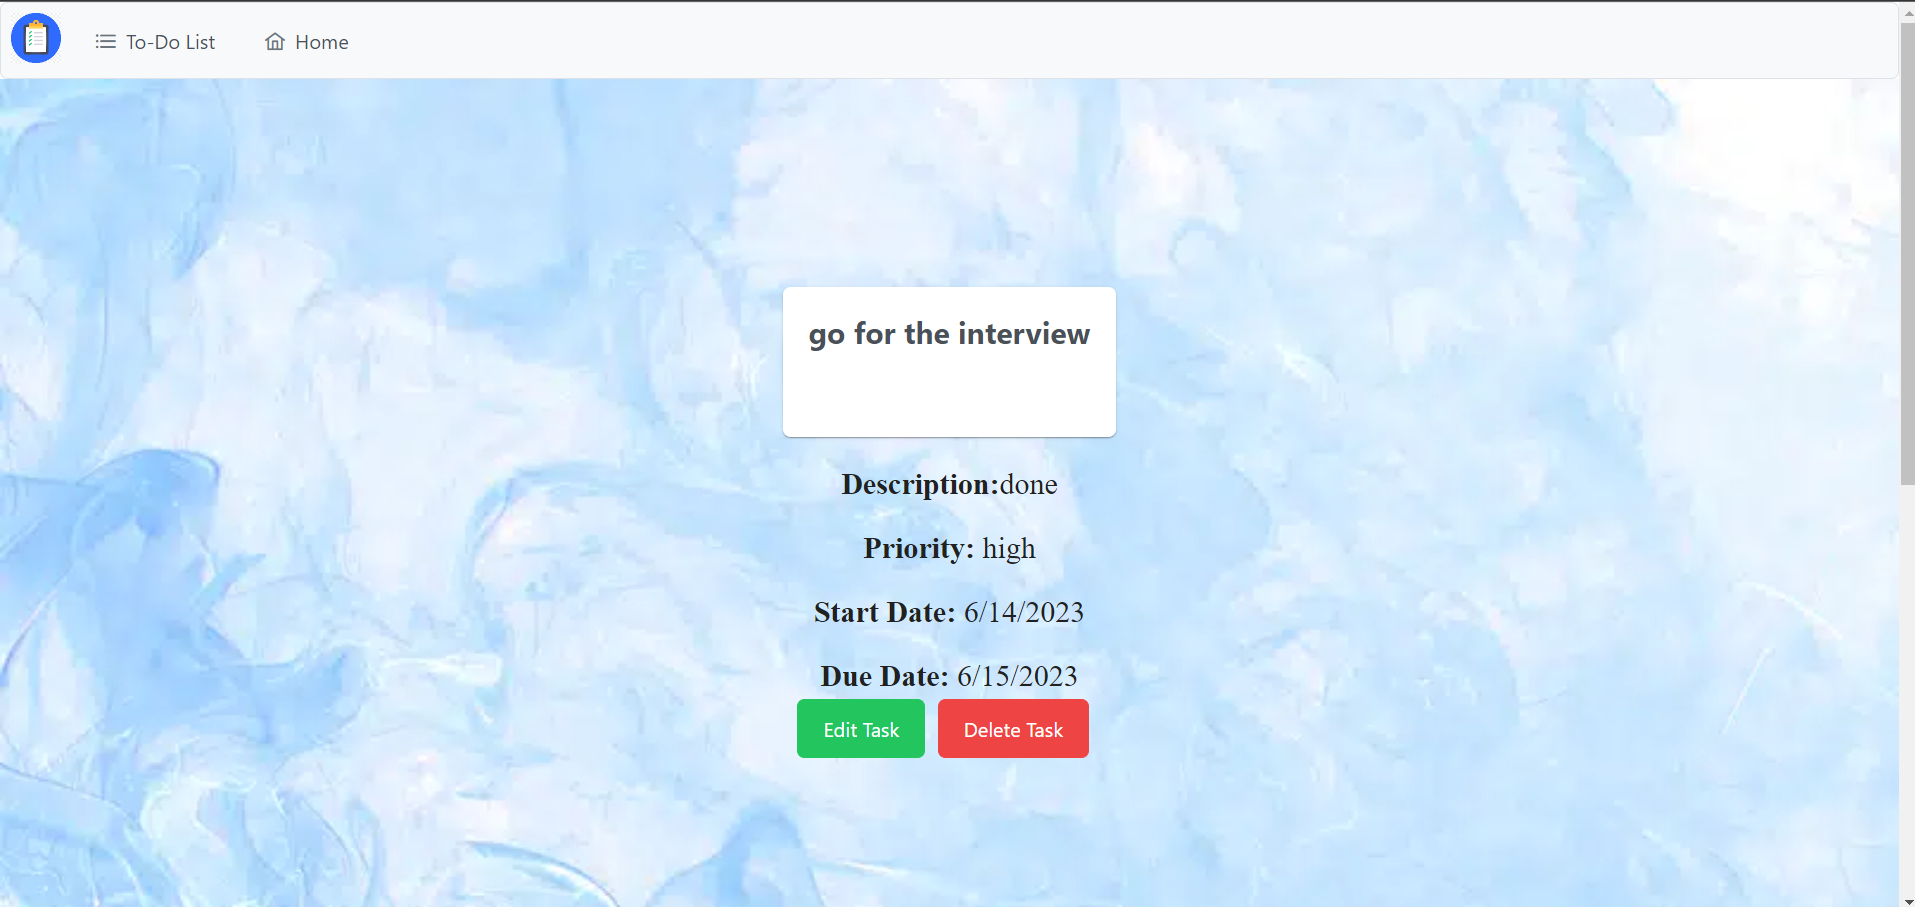 To-Do List Home
go for the interview
Description:done
Priority: high
Start Date: 6/14/2023
Due Date: 6/15/2023
Edit Task Delete Task